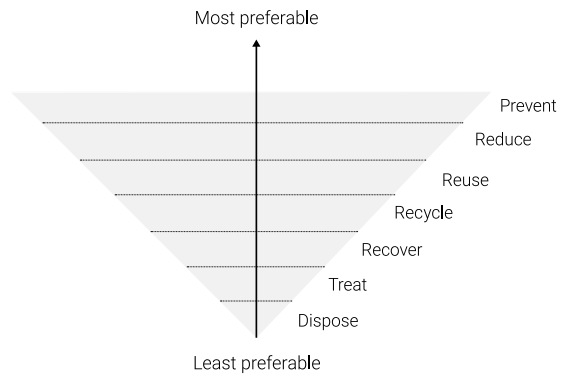 Most preferable
Prevent
Reduce
Reuse
Recycle
Recover
Treat
Dispose
Least preferable